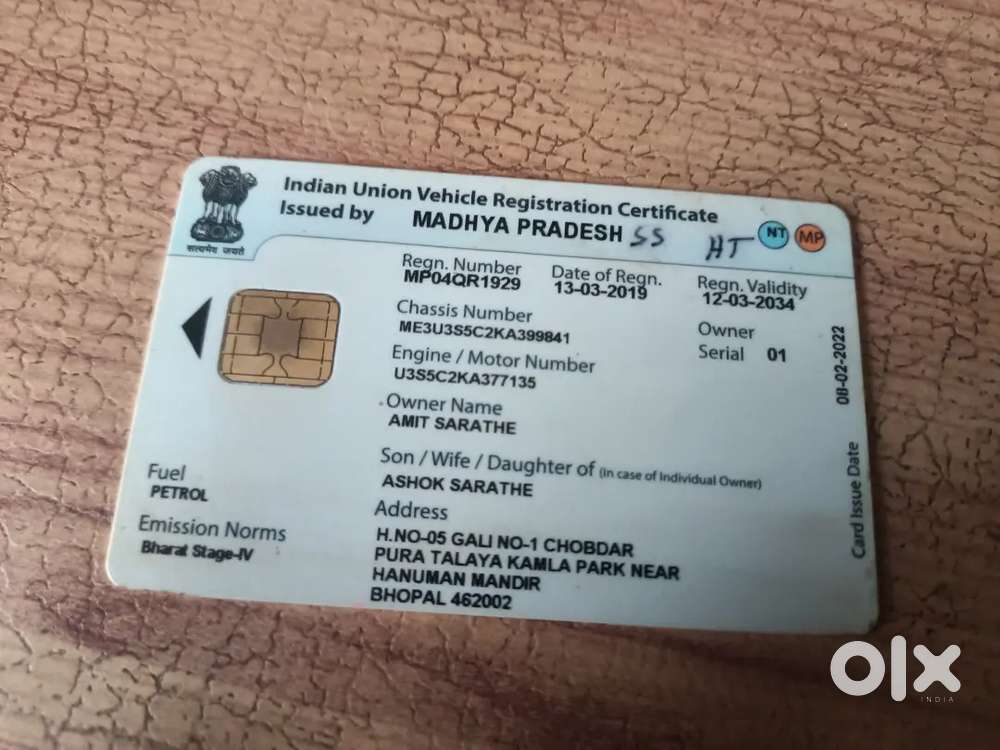 Indian Union Vehicle Registration Certificate
Issued by MADHYA PRADESH SS HT NT MP
सत्यमेव जयते
Regn. Number Date of Regn. Regn. Validity
MP04QR1929 13-03-2019 12-03-2034
Chassis Number
ME3U3S5C2KA399841
Owner
Serial 01
Engine / Motor Number
U3S5C2KA377135
Owner Name
AMIT SARATHE
Son / Wife / Daughter of (In case of Individual Owner)
ASHOK SARATHE
Fuel
PETROL
Emission Norms
Bharat Stage-IV
Address
H.NO-05 GALI NO-1 CHOBDAR
PURA TALAYA KAMLA PARK NEAR
HANUMAN MANDIR
BHOPAL 462002
Card Issue Date 08-02-2022
olx
INDIA